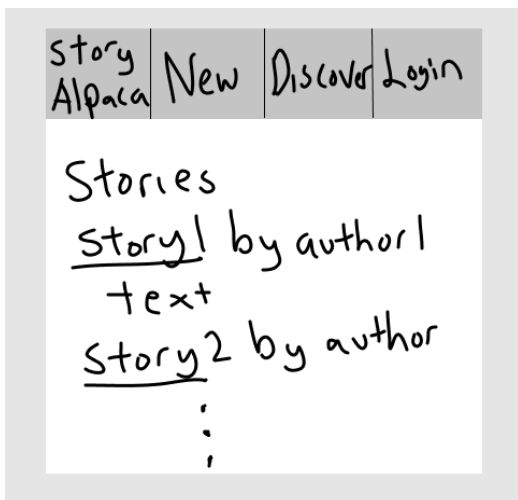 Story Alpaca
New
Discover
Login
Stories
Story1 by author1
text
Story2 by author
⋮